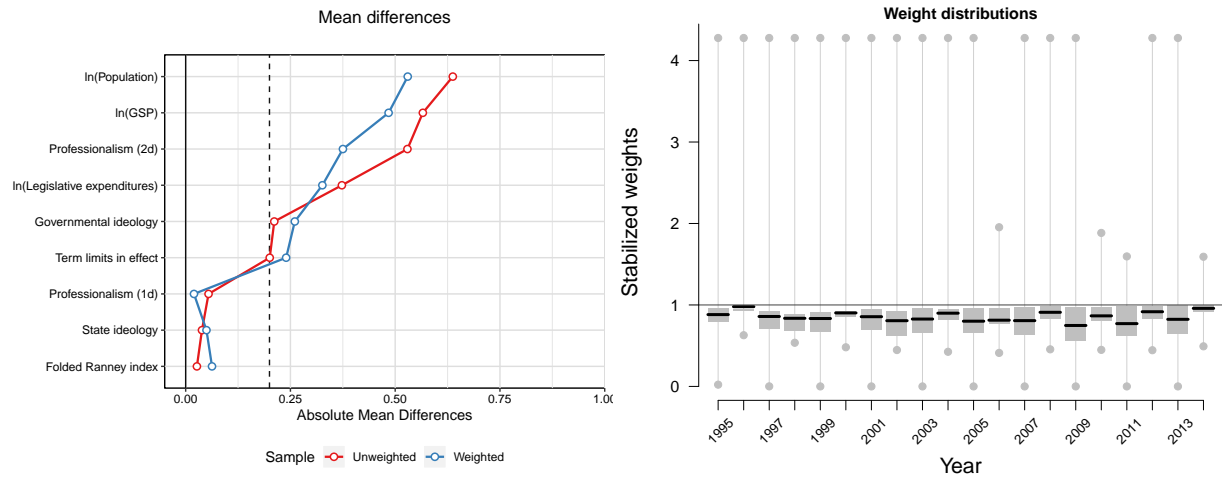 Mean differences
ln(Population)
ln(GSP)
Professionalism (2d)
ln(Legislative expenditures)
Governmental ideology
Term limits in effect
Professionalism (1d)
State ideology
Folded Ranney index
0.00 0.25 0.50 0.75 1.00
Absolute Mean Differences
Sample Unweighted Weighted
Weight distributions
Stabilized weights
4
3
2
1
0
1995 1997 1999 2001 2003 2005 2007 2009 2011 2013
Year